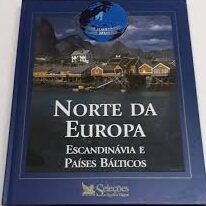 NORTE DA
EUROPA
ESCANDINÁVIA E
PAÍSES BÁLTICOS
Seleções